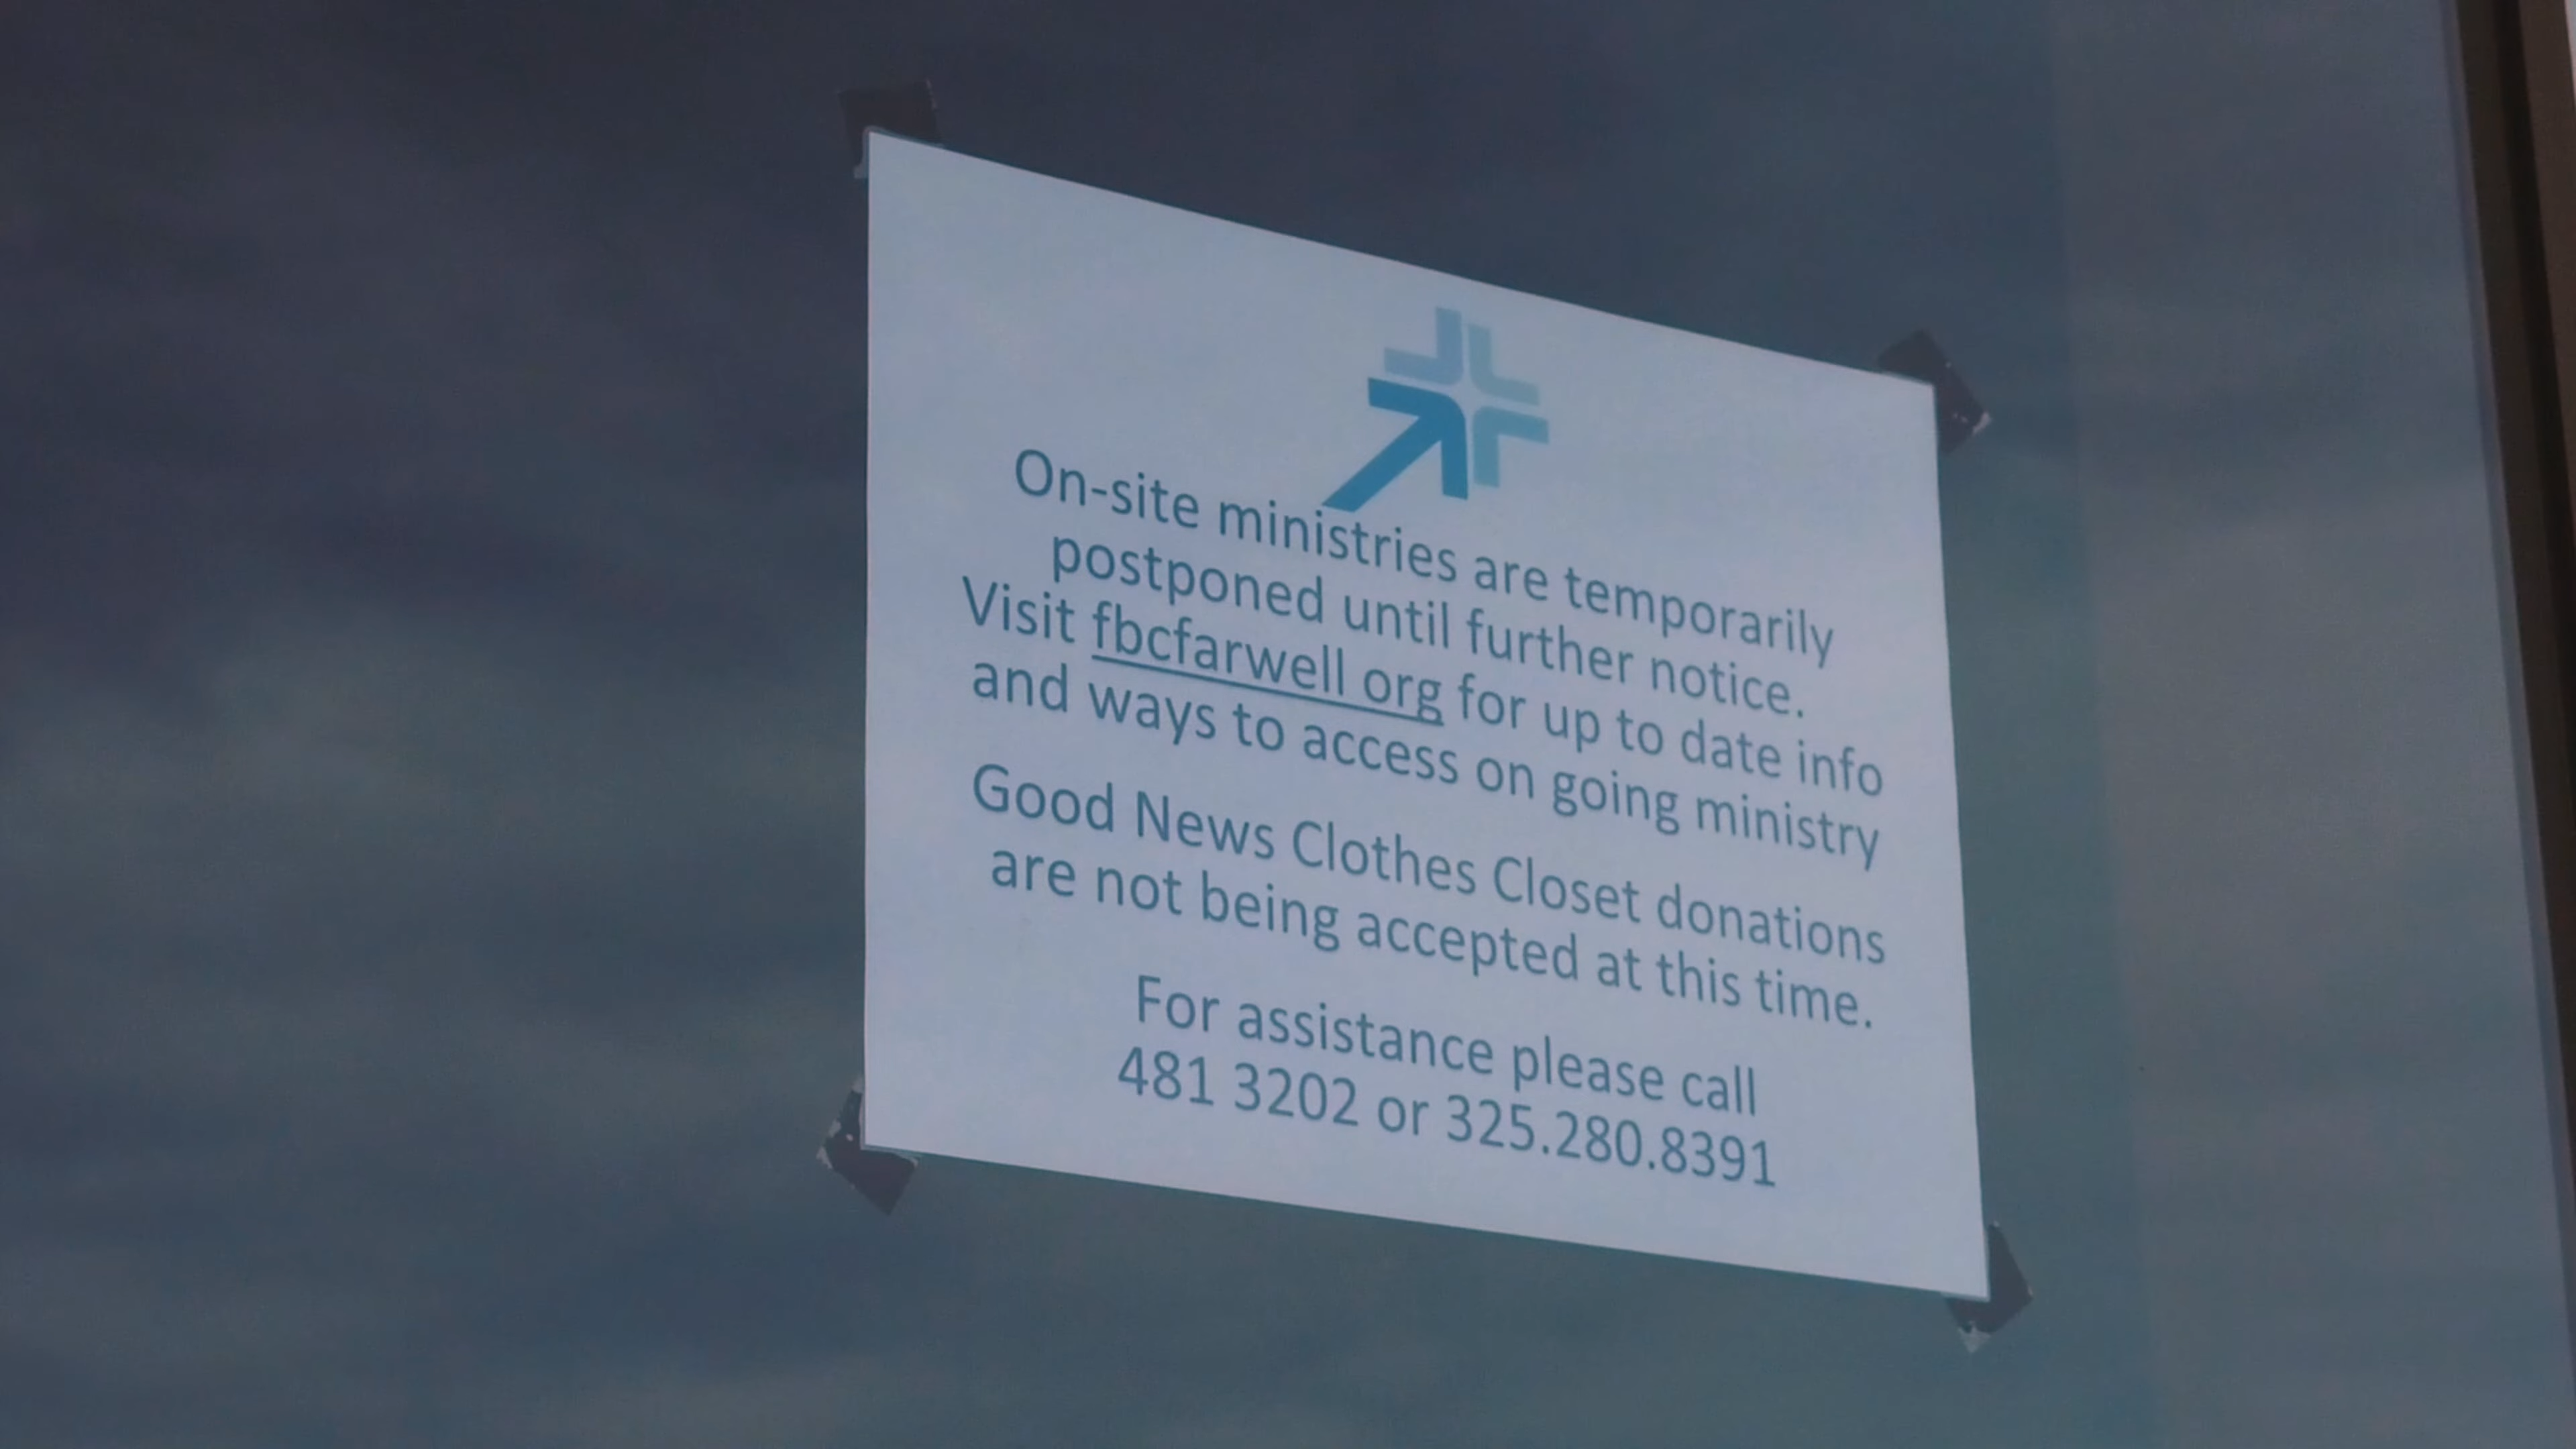 On-site ministries are temporarily
postponed until further notice.
Visit fbcfarwell org for up to date info
and ways to access on going ministry
Good News Clothes Closet donations
are not being accepted at this time.
For assistance please call
481 3202 or 325.280.8391